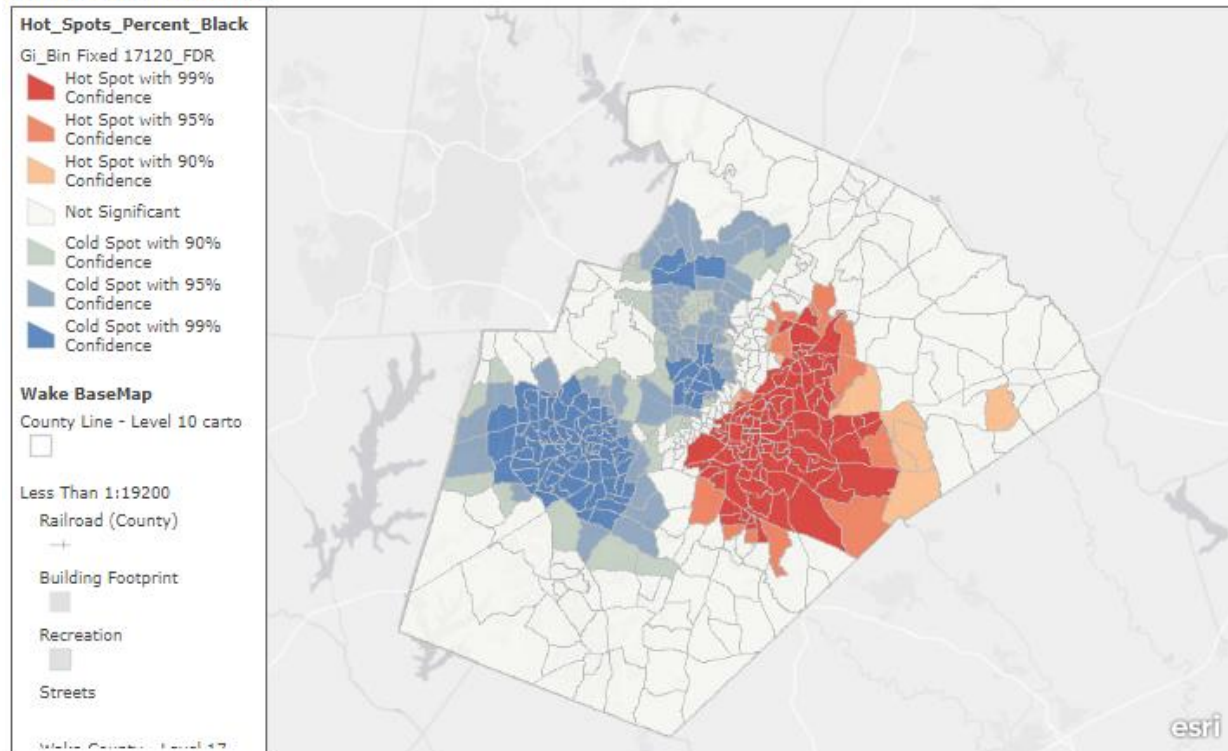 Hot_Spots_Percent_Black
Gi_Bin Fixed 17120_FDR
Hot Spot with 99%
Confidence
Hot Spot with 95%
Confidence
Hot Spot with 90%
Confidence
Not Significant
Cold Spot with 90%
Confidence
Cold Spot with 95%
Confidence
Cold Spot with 99%
Confidence
Wake BaseMap
County Line - Level 10 carto
Less Than 1:19200
Railroad (County)
Building Footprint
Recreation
Streets
esri